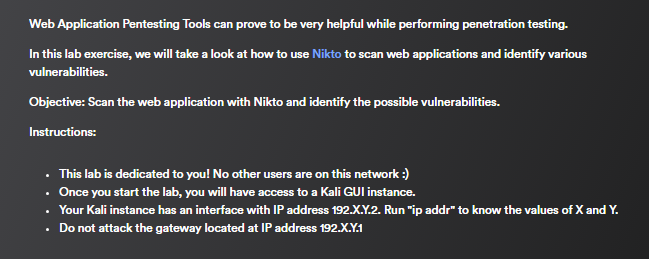 Web Application Pentesting Tools can prove to be very helpful while performing penetration testing.
In this lab exercise, we will take a look at how to use Nikto to scan web applications and identify various
vulnerabilities.
Objective: Scan the web application with Nikto and identify the possible vulnerabilities.
Instructions:
• This lab is dedicated to you! No other users are on this network :)
• Once you start the lab, you will have access to a Kali GUI instance.
• Your Kali instance has an interface with IP address 192.X.Y.2. Run "ip addr" to know the values of X and Y.
• Do not attack the gateway located at IP address 192.X.Y.1